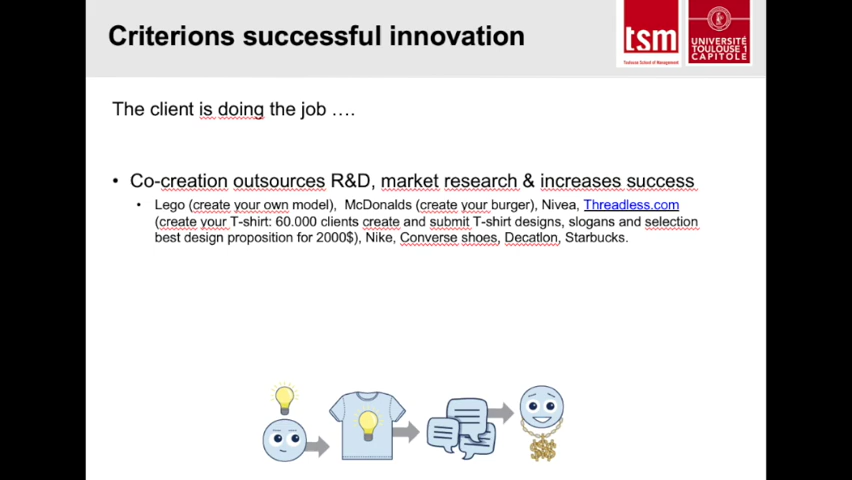 Criterions successful innovation
tsm
Toulouse School of Management
UNIVERSITÉ
TOULOUSE 1
CAPITOLE
The client is doing the job ….
• Co-creation outsources R&D, market research & increases success
• Lego (create your own model), McDonalds (create your burger), Nivea, Threadless.com
(create your T-shirt: 60.000 clients create and submit T-shirt designs, slogans and selection
best design proposition for 2000$), Nike, Converse shoes, Decatlon, Starbucks.
$$$